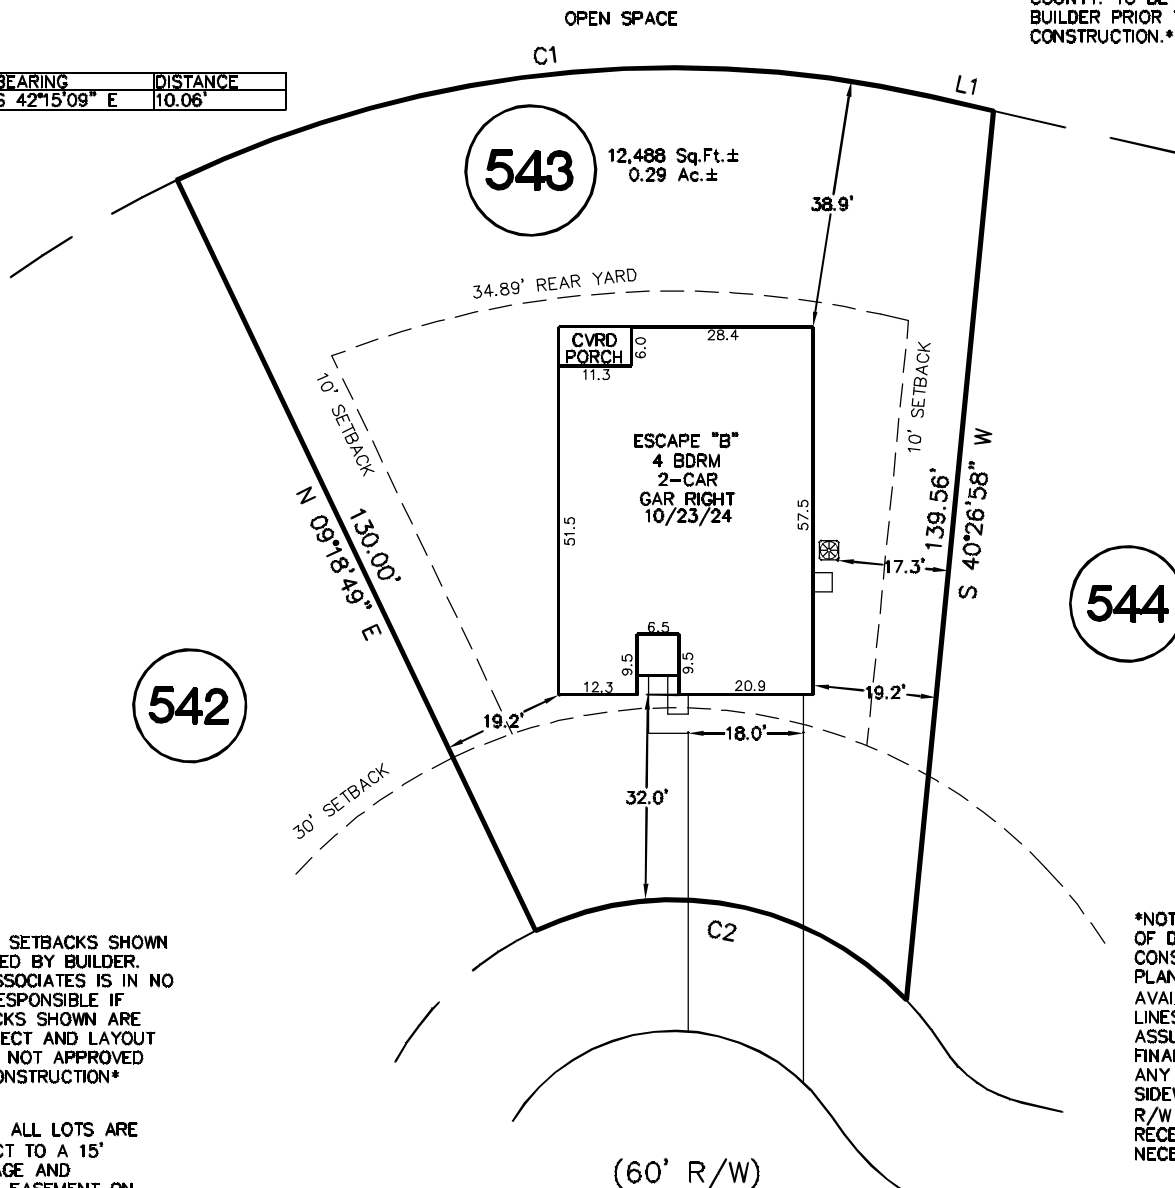 OPEN SPACE
BUILDER PRIOR
CONSTRUCTION.*
C1
L1
BEARING DISTANCE
S 42°15'09" E 10.06'
543
12,488 Sq.Ft.±
0.29 Ac.±
38.9'
34.89' REAR YARD
CVRD
PORCH
6.0
28.4
11.3
10' SETBACK
10' SETBACK
ESCAPE "B"
4 BDRM
2-CAR
GAR RIGHT
10/23/24
51.5
57.5
130.00'
N 09°18'49" E
139.56'
S 40°26'58" W
17.3'
544
542
6.5
9.5
9.5
12.3
20.9
19.2'
19.2'
18.0'
32.0'
30' SETBACK
C2
SETBACKS SHOWN
ED BY BUILDER.
SSOCIATES IS IN NO
ESPONSIBLE IF
CKS SHOWN ARE
ECT AND LAYOUT
NOT APPROVED
ONSTRUCTION*
ALL LOTS ARE
CT TO A 15'
AGE AND
EASEMENT ON
*NOT
OF D
CONS
PLAN
AVAI
LINES
ASSU
FINAL
ANY
SIDEW
R/W
RECE
NECE
(60' R/W)